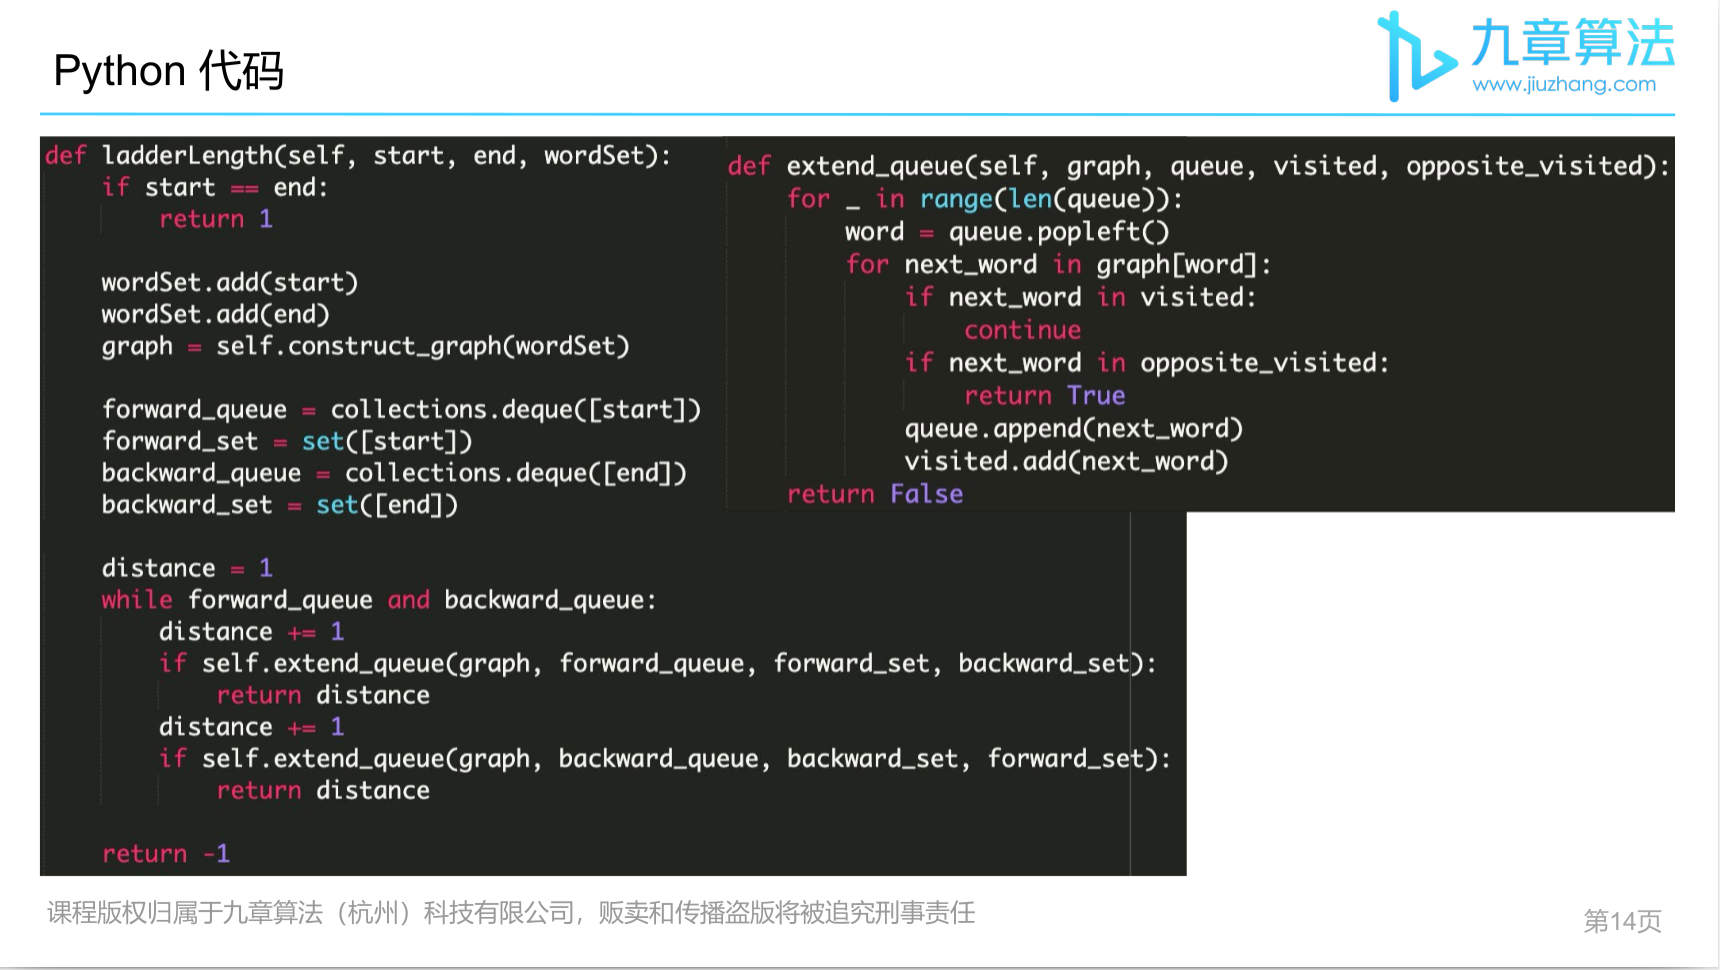 Python 代码
九章算法
www.jiuzhang.com
def ladderLength(self, start, end, wordSet):
    if start == end:
        return 1

    wordSet.add(start)
    wordSet.add(end)
    graph = self.construct_graph(wordSet)

    forward_queue = collections.deque([start])
    forward_set = set([start])
    backward_queue = collections.deque([end])
    backward_set = set([end])

    distance = 1
    while forward_queue and backward_queue:
        distance += 1
        if self.extend_queue(graph, forward_queue, forward_set, backward_set):
            return distance
        distance += 1
        if self.extend_queue(graph, backward_queue, backward_set, forward_set):
            return distance

    return -1
def extend_queue(self, graph, queue, visited, opposite_visited):
    for _ in range(len(queue)):
        word = queue.popleft()
        for next_word in graph[word]:
            if next_word in visited:
                continue
            if next_word in opposite_visited:
                return True
            queue.append(next_word)
            visited.add(next_word)
    return False
课程版权归属于九章算法（杭州）科技有限公司，贩卖和传播盗版将被追究刑事责任
第14页